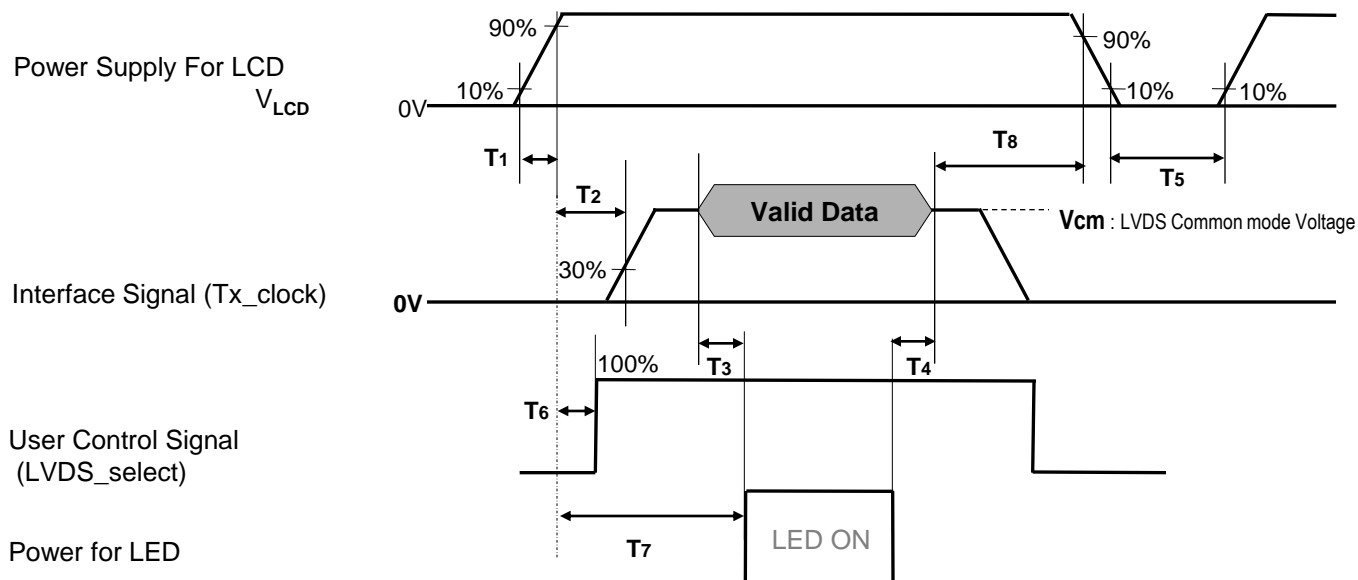 90%
90%
Power Supply For LCD
VLCD
10%
10%
10%
0V
T1
T8
T5
T2
Valid Data
Vcm : LVDS Common mode Voltage
30%
Interface Signal (Tx_clock)
0V
T3
T4
100%
T6
User Control Signal
(LVDS_select)
T7
LED ON
Power for LED